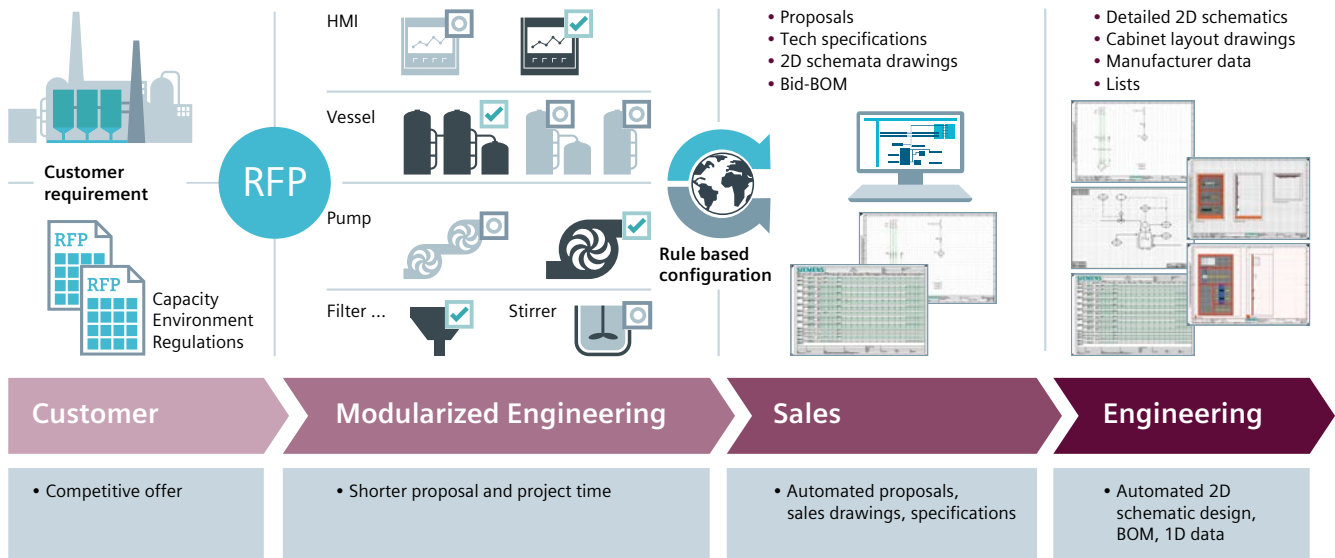 Customer
requirement
RFP
RFP
Capacity
Environment
Regulations
RFP
HMI
Vessel
Pump
Filter ...
Stirrer
Rule based
configuration
• Proposals
• Tech specifications
• 2D schemata drawings
• Bid-BOM
SIEMENS
• Detailed 2D schematics
• Cabinet layout drawings
• Manufacturer data
• Lists
SIEMENS
Customer
Modularized Engineering
Sales
Engineering
• Competitive offer
• Shorter proposal and project time
• Automated proposals,
sales drawings, specifications
• Automated 2D
schematic design,
BOM, 1D data